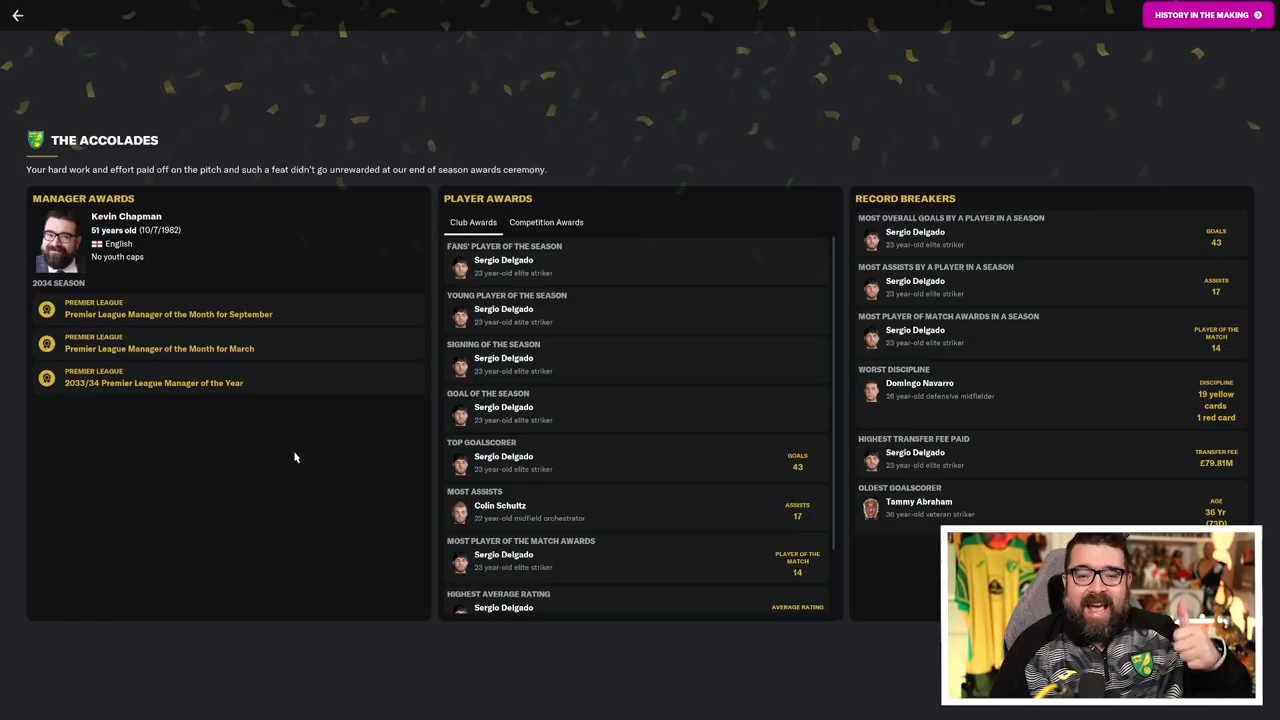 HISTORY IN THE MAKING
THE ACCOLADES
Your hard work and effort paid off on the pitch and such a feat didn't go unrewarded at our end of season awards ceremony.
MANAGER AWARDS
Kevin Chapman
51 years old (10/7/1982)
English
No youth caps
2034 SEASON
PREMIER LEAGUE
Premier League Manager of the Month for September
PREMIER LEAGUE
Premier League Manager of the Month for March
PREMIER LEAGUE
2033/34 Premier League Manager of the Year
PLAYER AWARDS
Club Awards Competition Awards
FANS' PLAYER OF THE SEASON
Sergio Delgado
23 year-old elite striker
YOUNG PLAYER OF THE SEASON
Sergio Delgado
23 year-old elite striker
SIGNING OF THE SEASON
Sergio Delgado
23 year-old elite striker
GOAL OF THE SEASON
Sergio Delgado
23 year-old elite striker
TOP GOALSCORER
Sergio Delgado
23 year-old elite striker
GOALS
43
MOST ASSISTS
Colin Schultz
22 year-old midfield orchestrator
ASSISTS
17
MOST PLAYER OF THE MATCH AWARDS
Sergio Delgado
23 year-old elite striker
PLAYER OF THE
MATCH
14
HIGHEST AVERAGE RATING
Sergio Delgado
AVERAGE RATING
RECORD BREAKERS
MOST OVERALL GOALS BY A PLAYER IN A SEASON
Sergio Delgado
23 year-old elite striker
GOALS
43
MOST ASSISTS BY A PLAYER IN A SEASON
Sergio Delgado
23 year-old elite striker
ASSISTS
17
MOST PLAYER OF MATCH AWARDS IN A SEASON
Sergio Delgado
23 year-old elite striker
PLAYER OF THE
MATCH
14
WORST DISCIPLINE
Domingo Navarro
26 year-old defensive midfielder
DISCIPLINE
19 yellow
cards
1 red card
HIGHEST TRANSFER FEE PAID
Sergio Delgado
23 year-old elite striker
TRANSFER FEE
£79.81M
OLDEST GOALSCORER
Tammy Abraham
36 year-old veteran striker
AGE
36 Yr
(73D)